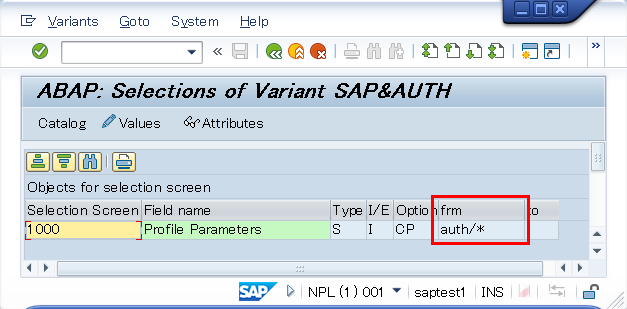 Variants Goto System Help
«
»
ABAP: Selections of Variant SAP&AUTH
Catalog Values Attributes
Objects for selection screen
Selection Screen Field name Type I/E Option frm to
1000 Profile Parameters S I CP auth/*
SAP NPL (1) 001 saptest1 INS